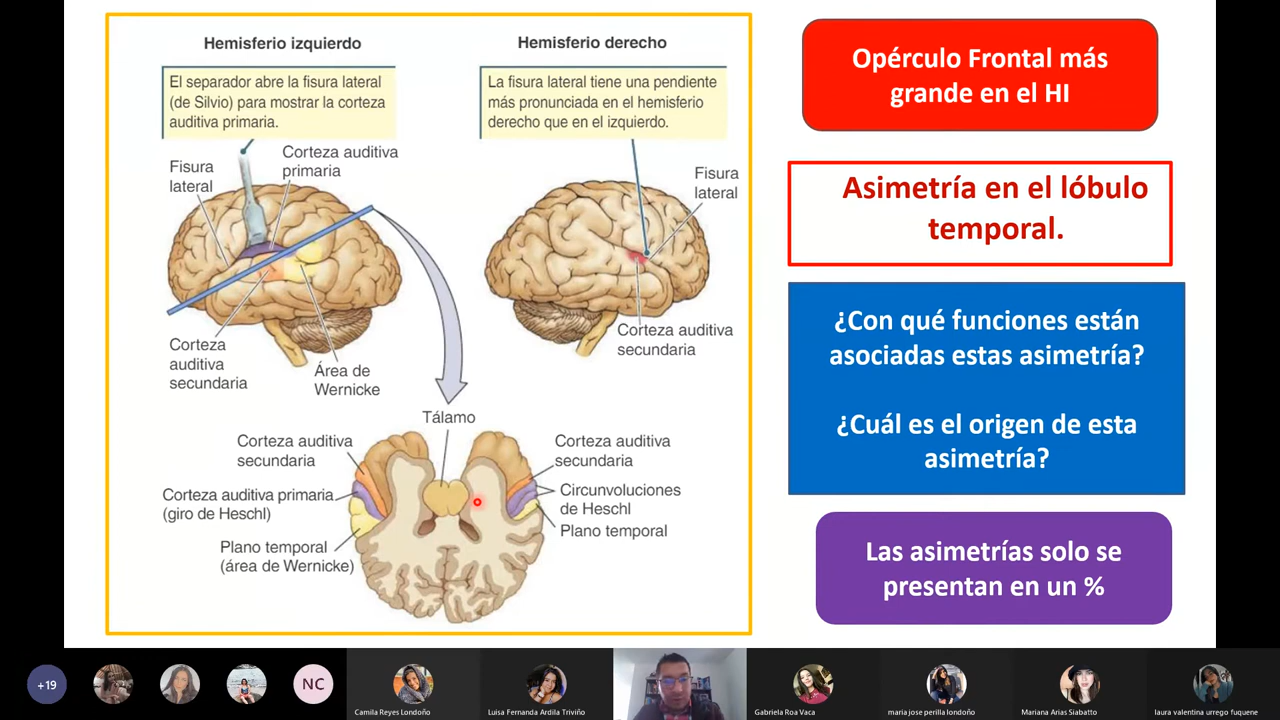 Hemisferio izquierdo
El separador abre la fisura lateral
(de Silvio) para mostrar la corteza
auditiva primaria.
Hemisferio derecho
La fisura lateral tiene una pendiente
más pronunciada en el hemisferio
derecho que en el izquierdo.
Fisura
lateral
Corteza auditiva
primaria
Fisura
lateral
Corteza
auditiva
secundaria
Área de
Wernicke
Corteza auditiva
secundaria
Tálamo
Corteza auditiva
secundaria
Corteza auditiva primaria
(giro de Heschl)
Plano temporal
(área de Wernicke)
Corteza auditiva
secundaria
Circunvoluciones
de Heschl
Plano temporal
Opérculo Frontal más
grande en el HI
Asimetría en el lóbulo
temporal.
¿Con qué funciones están
asociadas estas asimetría?
¿Cuál es el origen de esta
asimetría?
Las asimetrías solo se
presentan en un %
+19
NC
Camila Reyes Londoño
Luisa Fernanda Ardila Triviño
Gabriela Roa Vaca
maria jose perilla londoño
Mariana Arias Siabatto
laura valentina urrego fuquene